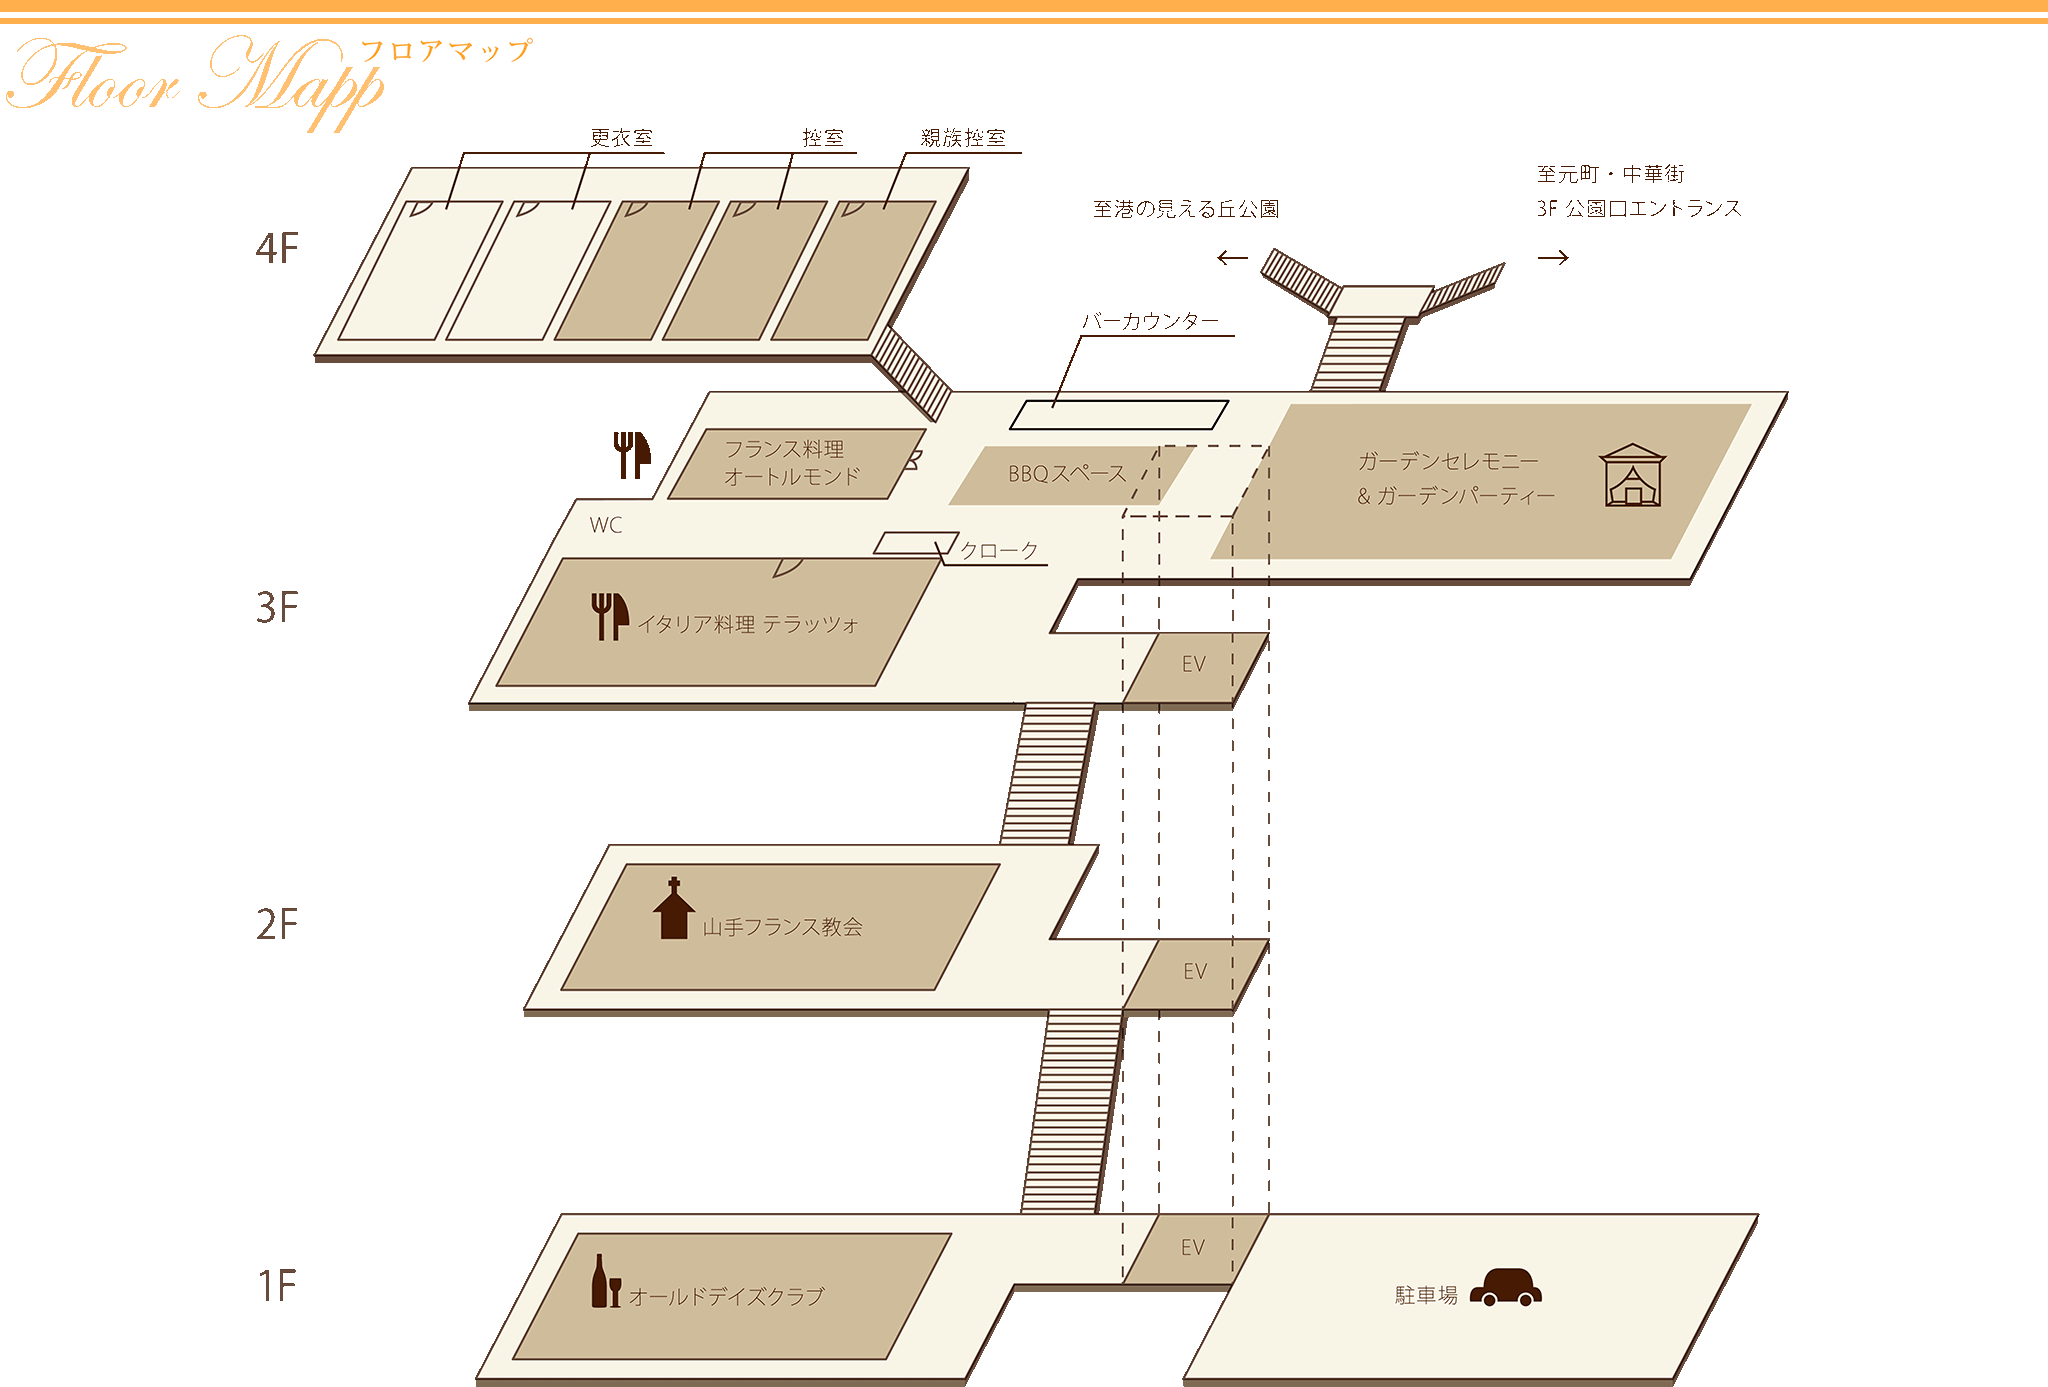 Floor Mapp
フロアマップ
更衣室
控室
親族控室
至元町・中華街
3F 公園口エントランス
至港の見える丘公園
←
→
4F
バーカウンター
フランス料理
オートルモンド
BBQスペース
ガーデンセレモニー
& ガーデンパーティー
WC
クローク
3F
イタリア料理 テラッツォ
EV
2F
山手フランス教会
EV
1F
オールドデイズクラブ
EV
駐車場